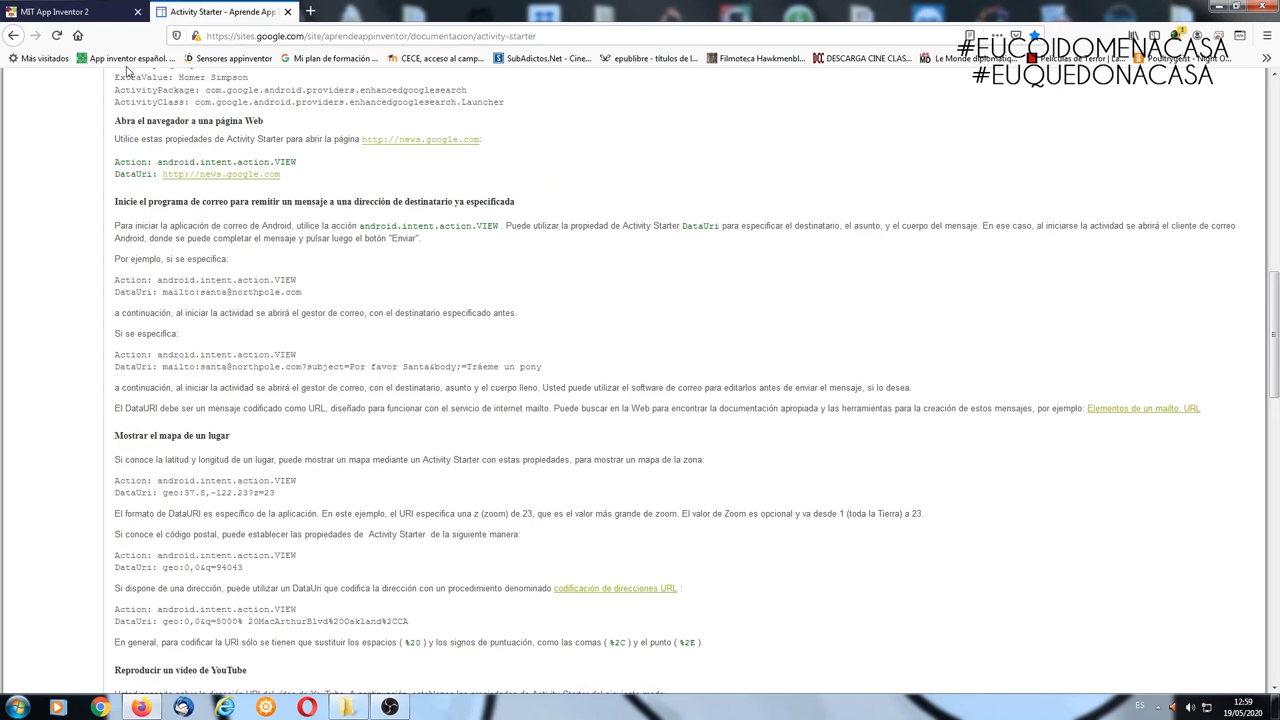 MIT App Inventor 2
Activity Starter - Aprende App I
https://sites.google.com/site/aprendeappinventor/documentacion/activity-starter
#EUCOIDOMENACASA
#EUQUEDONACASA
Más visitados
App inventor español. ...
Sensores appinventor
Mi plan de formación ...
CECE, acceso al camp...
SubAdictos.Net - Cine...
epublibre - títulos de l...
Filmoteca Hawkmenbl...
DESCARGA CINE CLAS...
Le Monde diplomatiq...
Películas de Terror | La...
Poultrygeist - Night O...
ExtraValue: Homer Simpson
ActivityPackage: com.google.android.providers.enhancedgooglesearch
ActivityClass: com.google.android.providers.enhancedgooglesearch.Launcher
Abra el navegador a una página Web
Utilice estas propiedades de Activity Starter para abrir la página http://news.google.com:
Action: android.intent.action.VIEW
DataUri: http://news.google.com
Inicie el programa de correo para remitir un mensaje a una dirección de destinatario ya especificada
Para iniciar la aplicación de correo de Android, utilice la acción android.intent.action.VIEW . Puede utilizar la propiedad de Activity Starter DataUri para especificar el destinatario, el asunto, y el cuerpo del mensaje. En ese caso, al iniciarse la actividad se abrirá el cliente de correo
Android, donde se puede completar el mensaje y pulsar luego el botón "Enviar".
Por ejemplo, si se especifica:
Action: android.intent.action.VIEW
DataUri: mailto:santa@northpole.com
a continuación, al iniciar la actividad se abrirá el gestor de correo, con el destinatario especificado antes.
Si se especifica:
Action: android.intent.action.VIEW
DataUri: mailto:santa@northpole.com?subject=Por favor Santa&body;=Tráeme un pony
a continuación, al iniciar la actividad se abrirá el gestor de correo, con el destinatario, asunto y el cuerpo lleno. Usted puede utilizar el software de correo para editarlos antes de enviar el mensaje, si lo desea.
El DataURI debe ser un mensaje codificado como URL, diseñado para funcionar con el servicio de internet mailto. Puede buscar en la Web para encontrar la documentación apropiada y las herramientas para la creación de estos mensajes, por ejemplo: Elementos de un mailto: URL
Mostrar el mapa de un lugar
Si conoce la latitud y longitud de un lugar, puede mostrar un mapa mediante un Activity Starter con estas propiedades, para mostrar un mapa de la zona:
Action: android.intent.action.VIEW
DataUri: geo:37.8,-122.23?z=23
El formato de DataURI es específico de la aplicación. En este ejemplo, el URI especifica una z (zoom) de 23, que es el valor más grande de zoom. El valor de Zoom es opcional y va desde 1 (toda la Tierra) a 23.
Si conoce el código postal, puede establecer las propiedades de Activity Starter de la siguiente manera:
Action: android.intent.action.VIEW
DataUri: geo:0,0&q=94043
Si dispone de una dirección, puede utilizar un DataUri que codifica la dirección con un procedimiento denominado codificación de direcciones URL :
Action: android.intent.action.VIEW
DataUri: geo:0,0&q=5000% 20MacArthurBlvd%20Oakland%2CCA
En general, para codificar la URI sólo se tienen que sustituir los espacios ( %20 ) y los signos de puntuación, como las comas ( %2C ) y el punto ( %2E ).
Reproducir un vídeo de YouTube
ES
12:59
19/05/2020